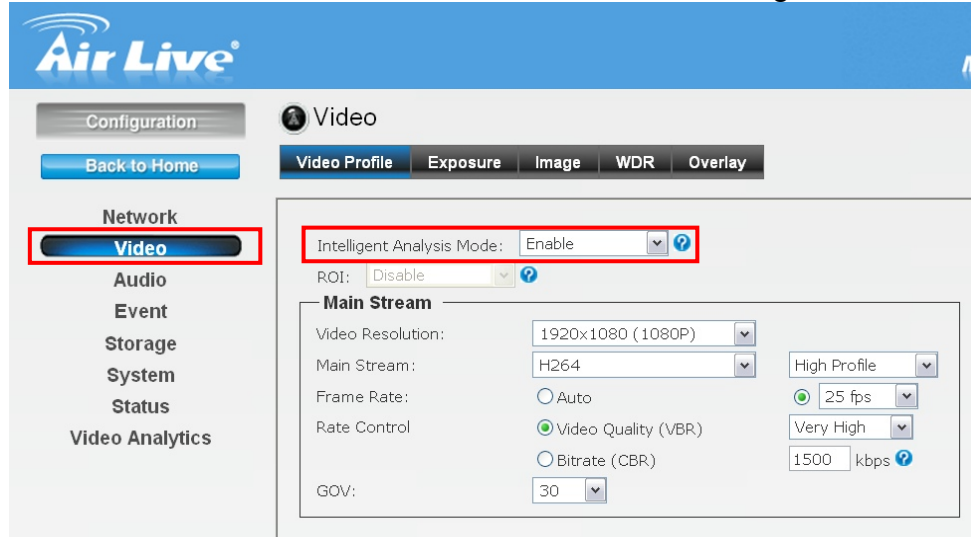 Air Live®
Configuration
Back to Home
Network
Video
Audio
Event
Storage
System
Status
Video Analytics
Video
Video Profile Exposure Image WDR Overlay
Intelligent Analysis Mode: Enable
ROI: Disable
Main Stream
Video Resolution: 1920x1080 (1080P)
Main Stream: H264 High Profile
Frame Rate: Auto 25 fps
Rate Control Video Quality (VBR) Very High
Bitrate (CBR) 1500 kbps
GOV: 30